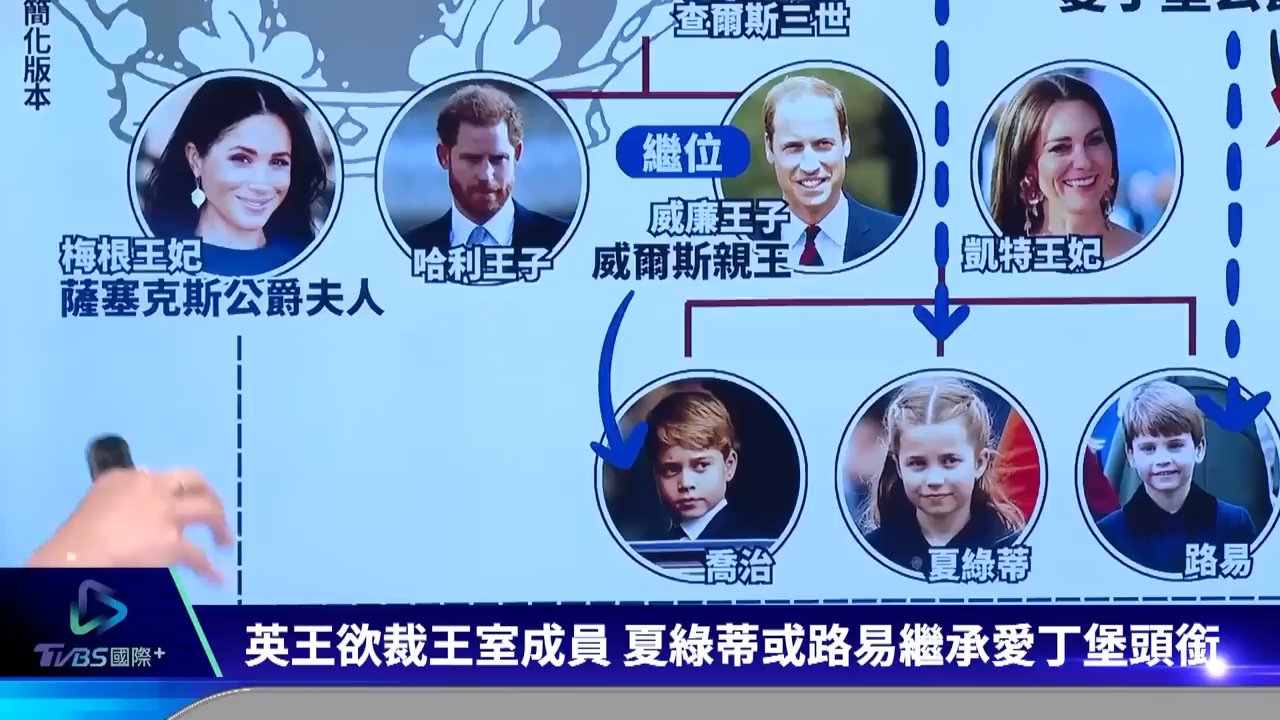 簡化版本
查爾斯三世
繼位
梅根王妃
薩塞克斯公爵夫人
哈利王子
威廉王子
威爾斯親王
凱特王妃
喬治
夏綠蒂
路易
TVBS國際+
英王欲裁王室成員 夏綠蒂或路易繼承愛丁堡頭銜